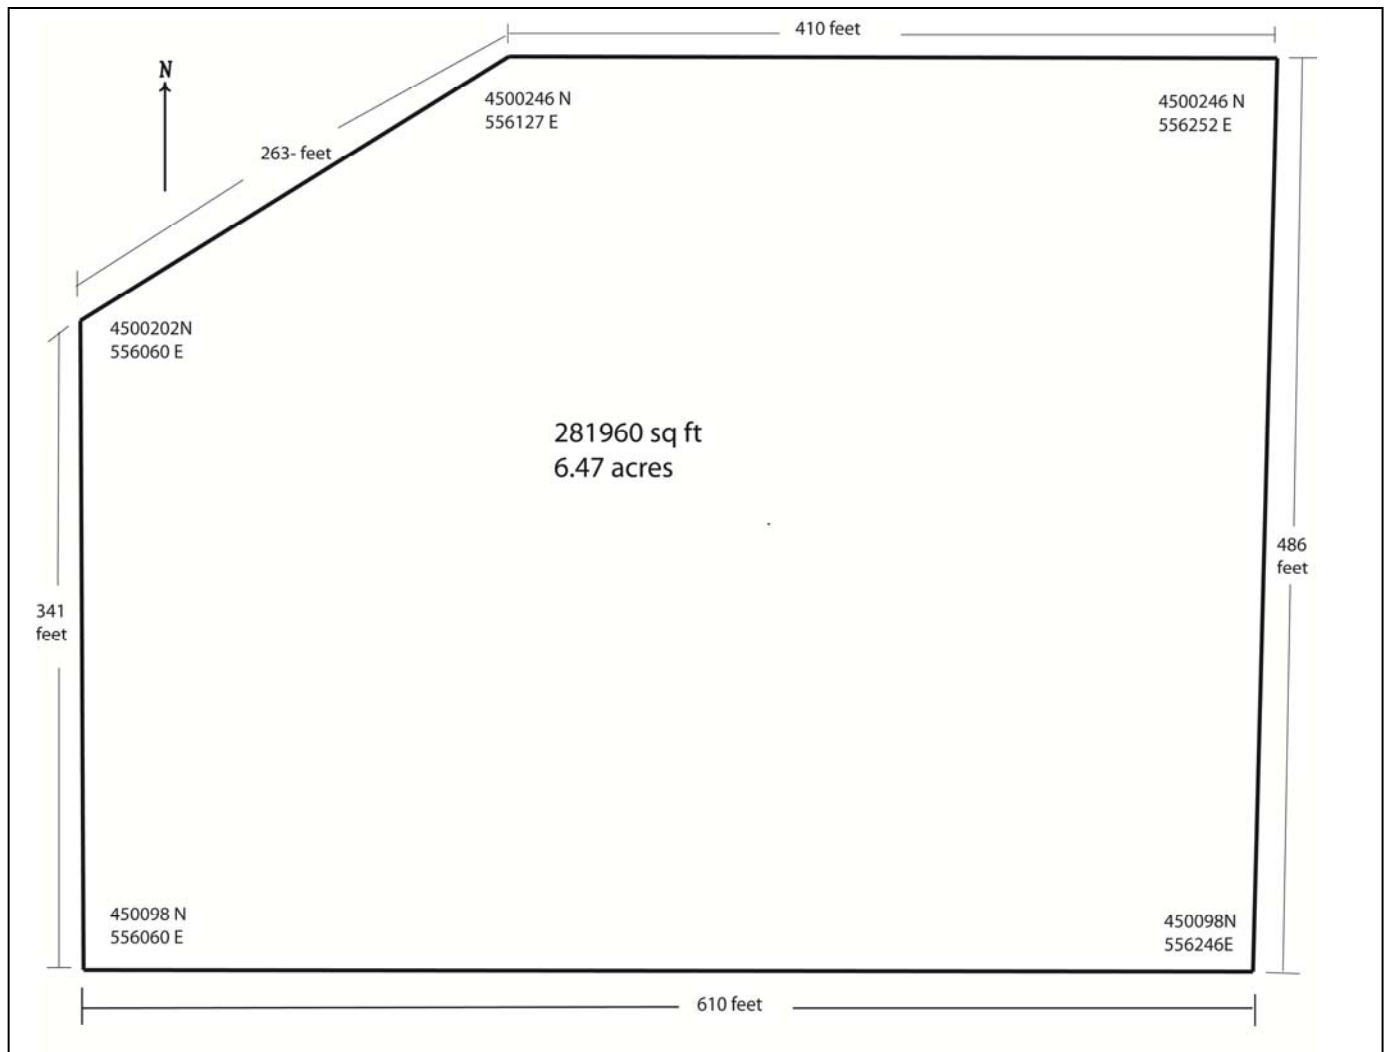 410 feet
N
4500246 N
556127 E
4500246 N
556252 E
263- feet
4500202N
556060 E
281960 sq ft
6.47 acres
486
feet
341
feet
450098 N
556060 E
450098N
556246E
610 feet